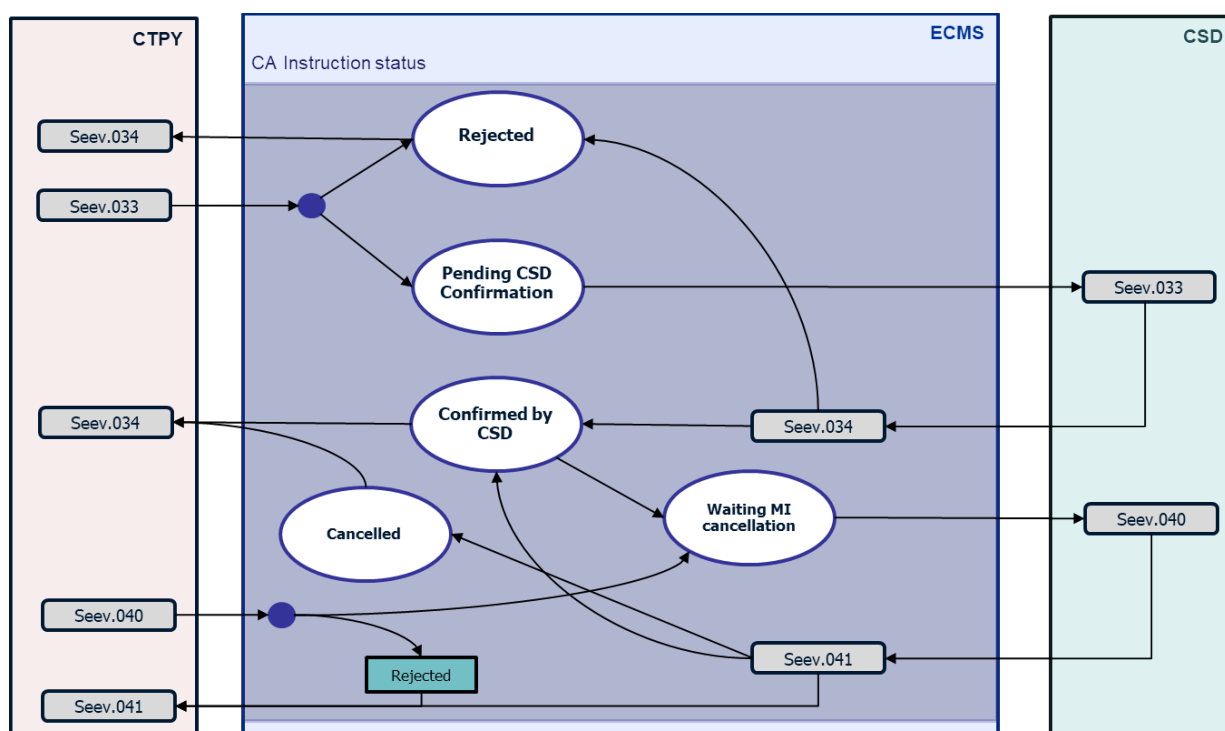 CTPY
ECMS
CSD
CA Instruction status
Seev.034
Rejected
Seev.033
Pending CSD
Confirmation
Seev.033
Seev.034
Confirmed by
CSD
Seev.034
Waiting MI
cancellation
Seev.040
Cancelled
Seev.040
Rejected
Seev.041
Seev.041